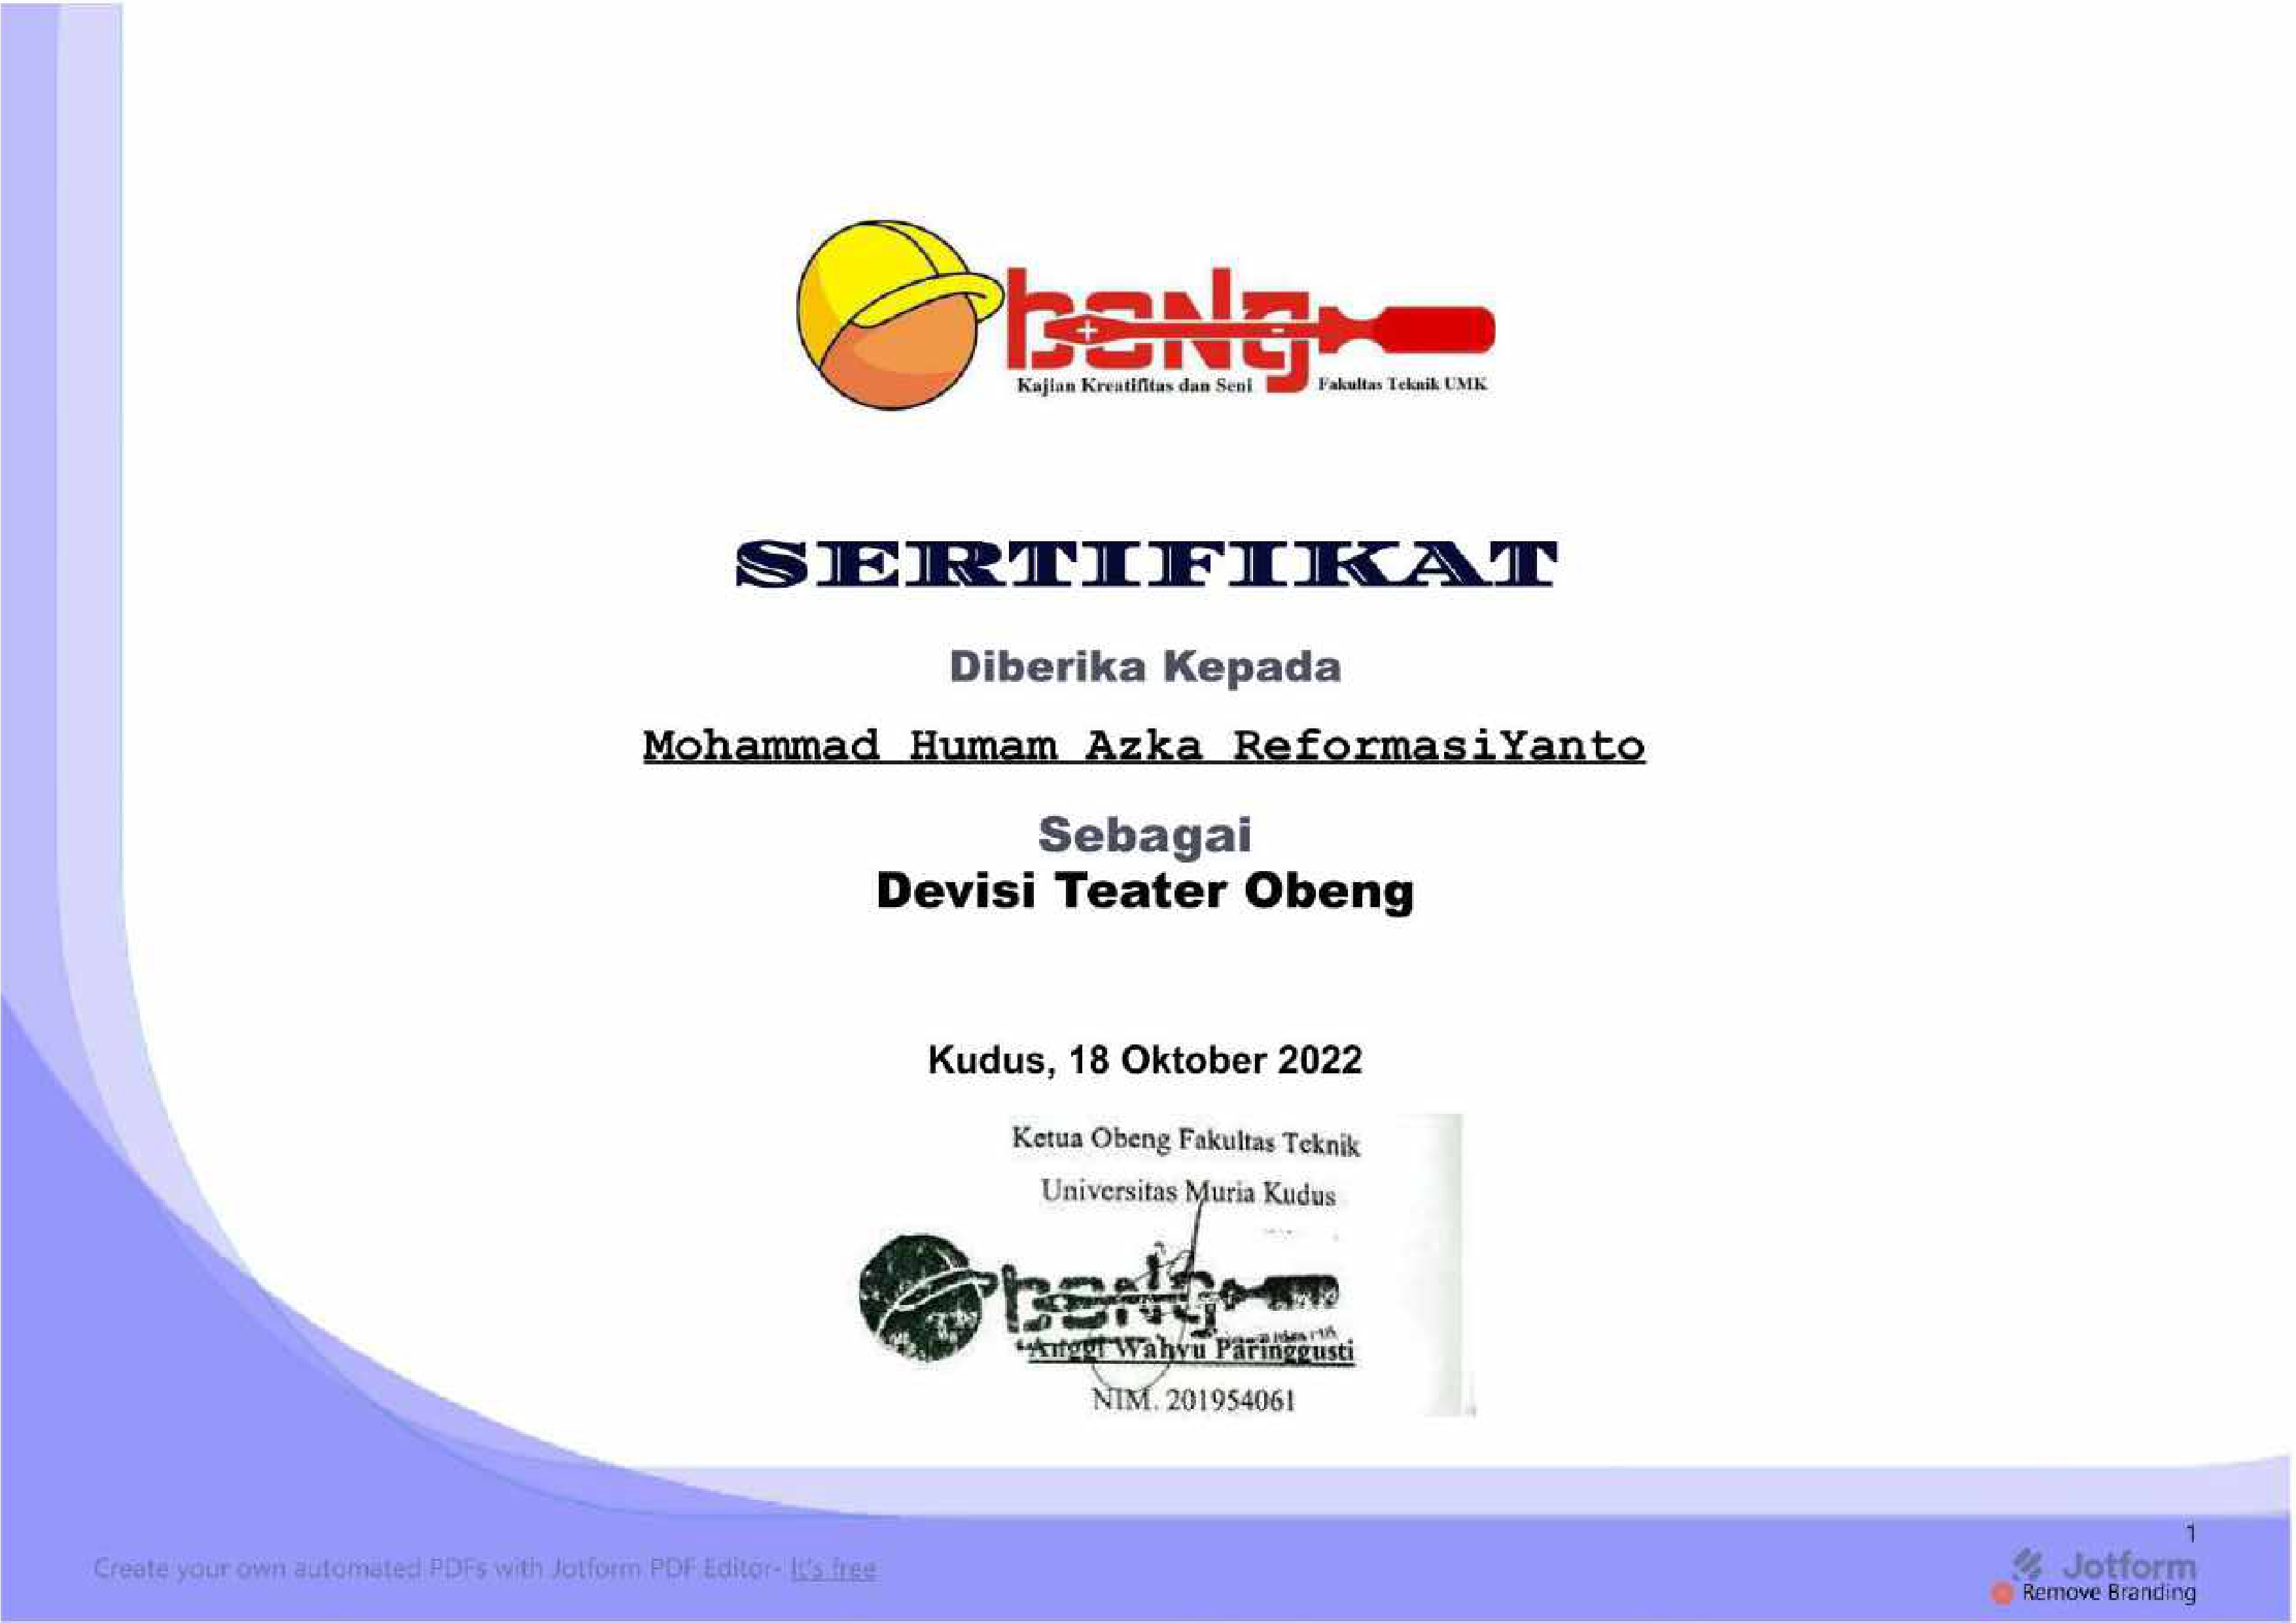 Obeng
Kajian Kreatifitas dan Seni Fakultas Teknik UMK
SERTIFIKAT
Diberika Kepada
Mohammad Humam Azka ReformasiYanto
Sebagai
Devisi Teater Obeng
Kudus, 18 Oktober 2022
Ketua Obeng Fakultas Teknik
Universitas Muria Kudus
Obeng
Anggi Wahyu Paringgusti
NIM. 201954061
1
Create your own automated PDFs with Jotform PDF Editor- It's free
Jotform
Remove Branding